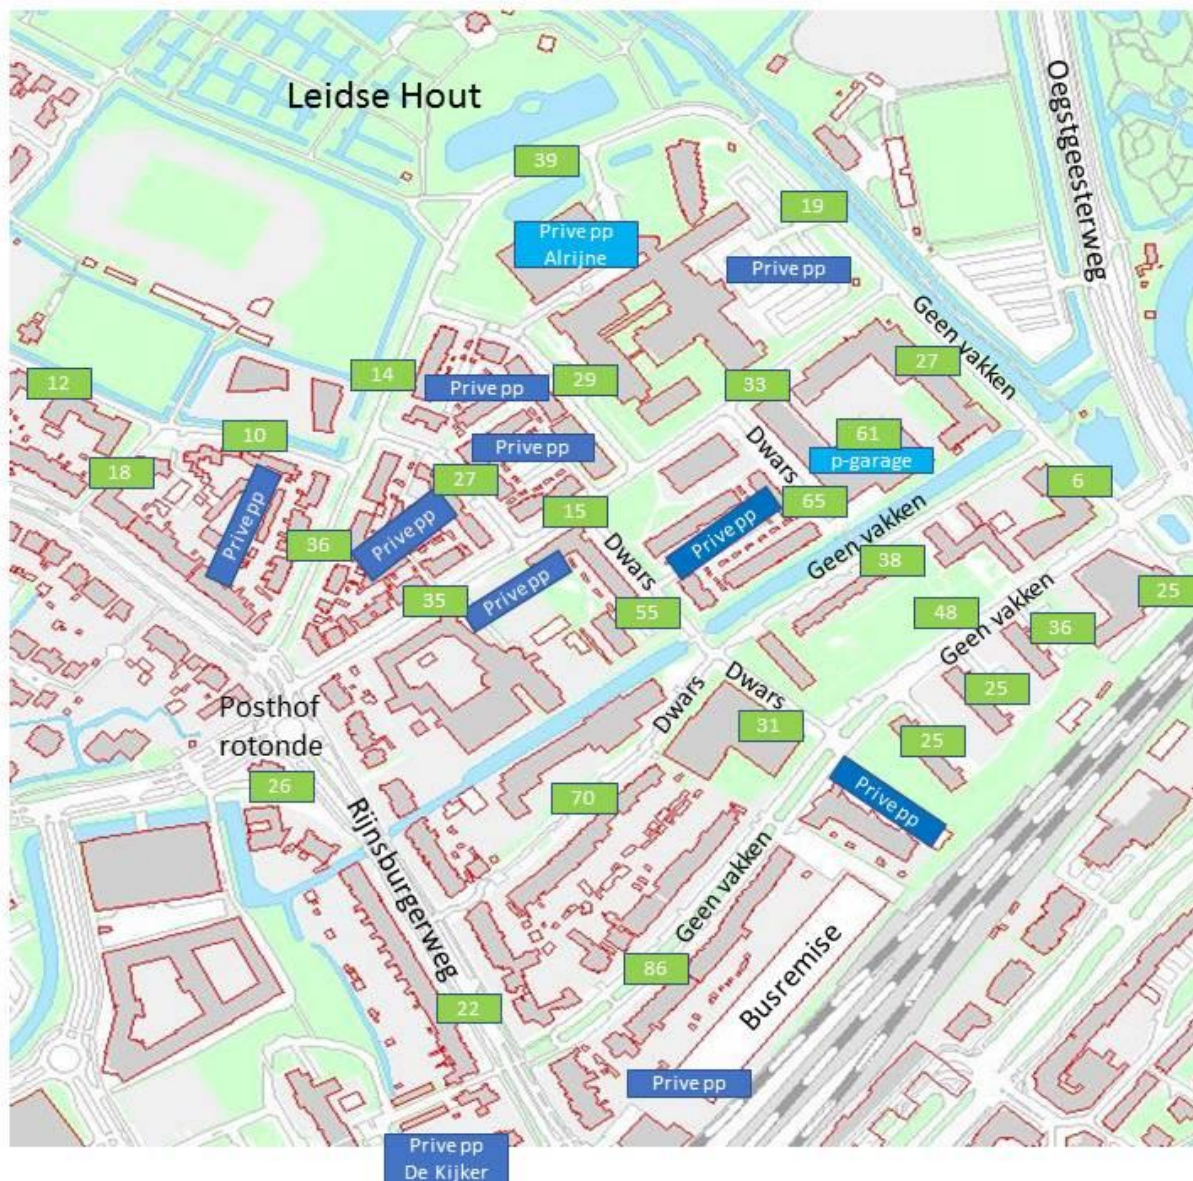 Leidse Hout
Oegstgeesterweg
39
19
Prive pp
Alrijne
Prive pp
Geen vakken
12
14
Prive pp
29
33
27
10
Prive pp
Dwars
61
p-garage
18
27
6
Prive pp
36
Prive pp
15
Prive pp
65
Geen vakken
38
35
Prive pp
Dwars
55
48
Geen vakken
36
25
Posthof
rotonde
Dwars
Dwars
31
25
25
26
Rijnsburgerweg
70
Prive pp
Geen vakken
86
Busremise
22
Prive pp
Prive pp
De Kijker